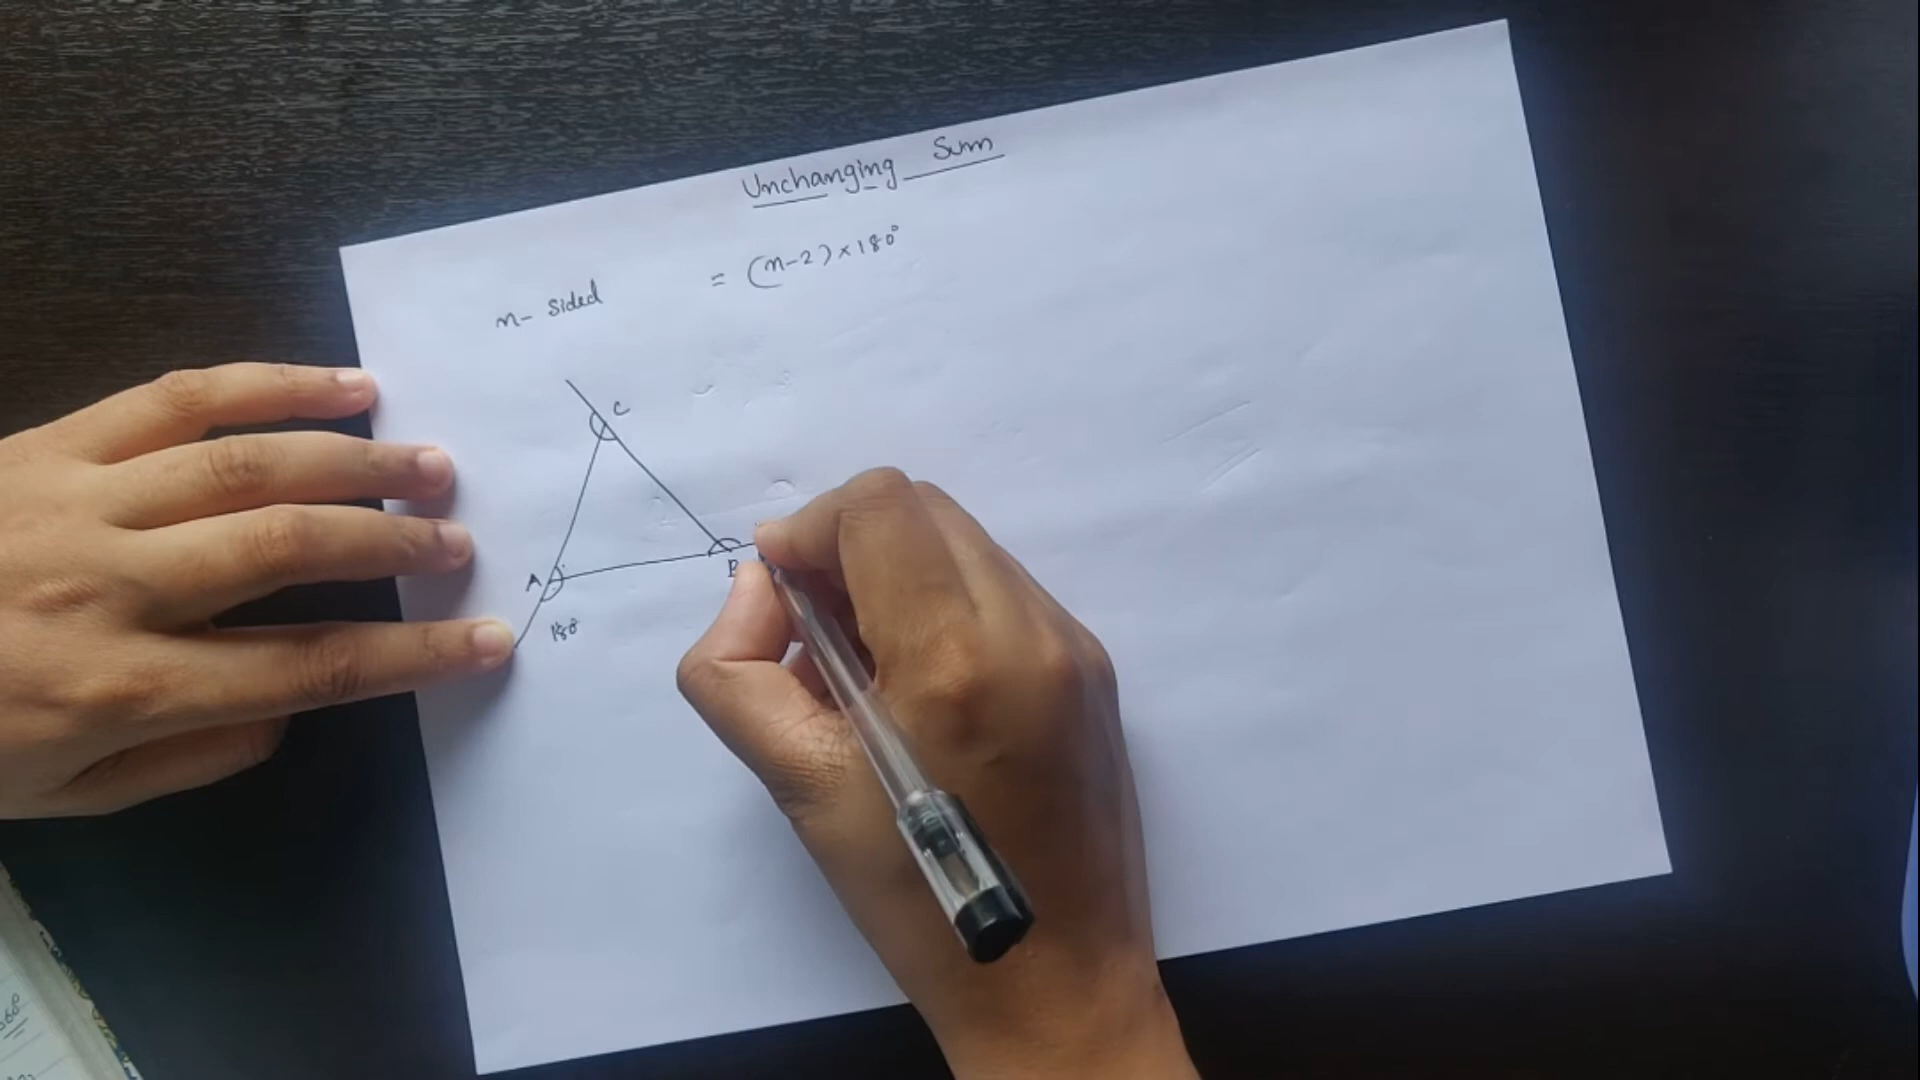 Unchanging Sum
n- sided = (n-2)×180°
C
A B
180